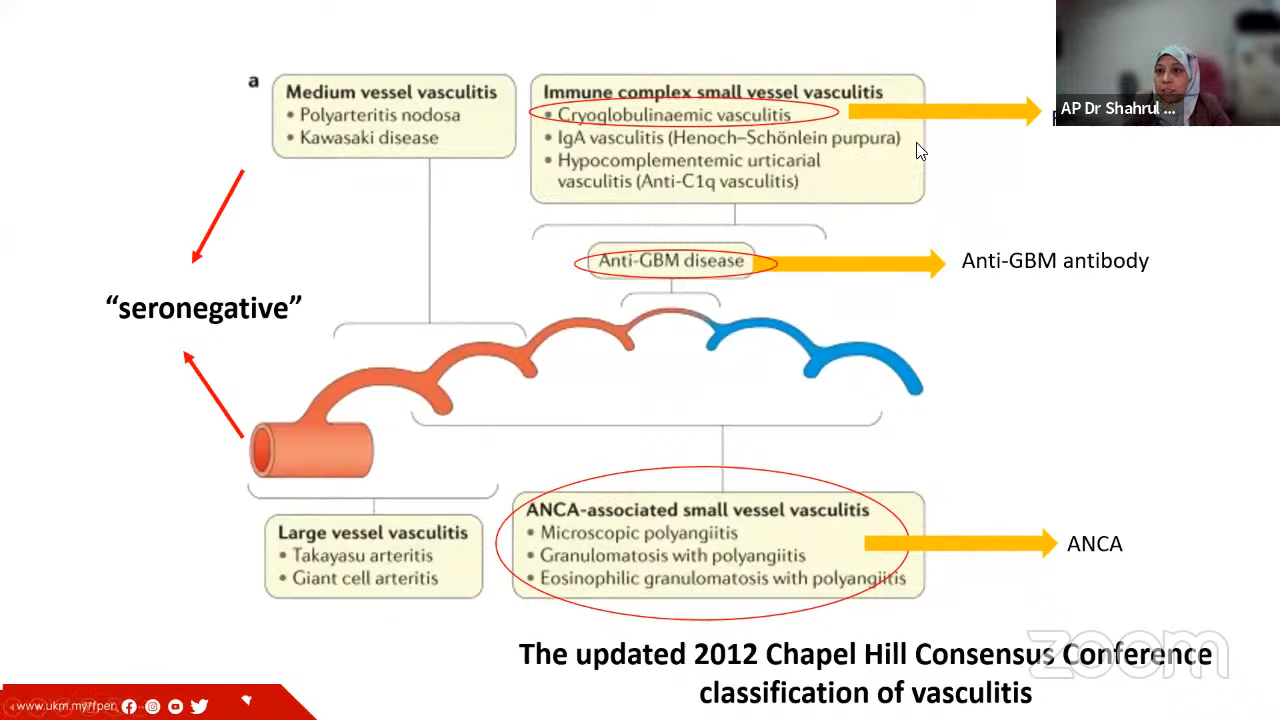 a
Medium vessel vasculitis
• Polyarteritis nodosa
• Kawasaki disease
Immune complex small vessel vasculitis
• Cryoglobulinaemic vasculitis
• IgA vasculitis (Henoch–Schönlein purpura)
• Hypocomplementemic urticarial
vasculitis (Anti-C1q vasculitis)
AP Dr Shahrul ...
Anti-GBM disease
Anti-GBM antibody
“seronegative”
Large vessel vasculitis
• Takayasu arteritis
• Giant cell arteritis
ANCA-associated small vessel vasculitis
• Microscopic polyangiitis
• Granulomatosis with polyangiitis
• Eosinophilic granulomatosis with polyangiitis
ANCA
The updated 2012 Chapel Hill Consensus Conference
classification of vasculitis
zoom
www.ukm.my/fper